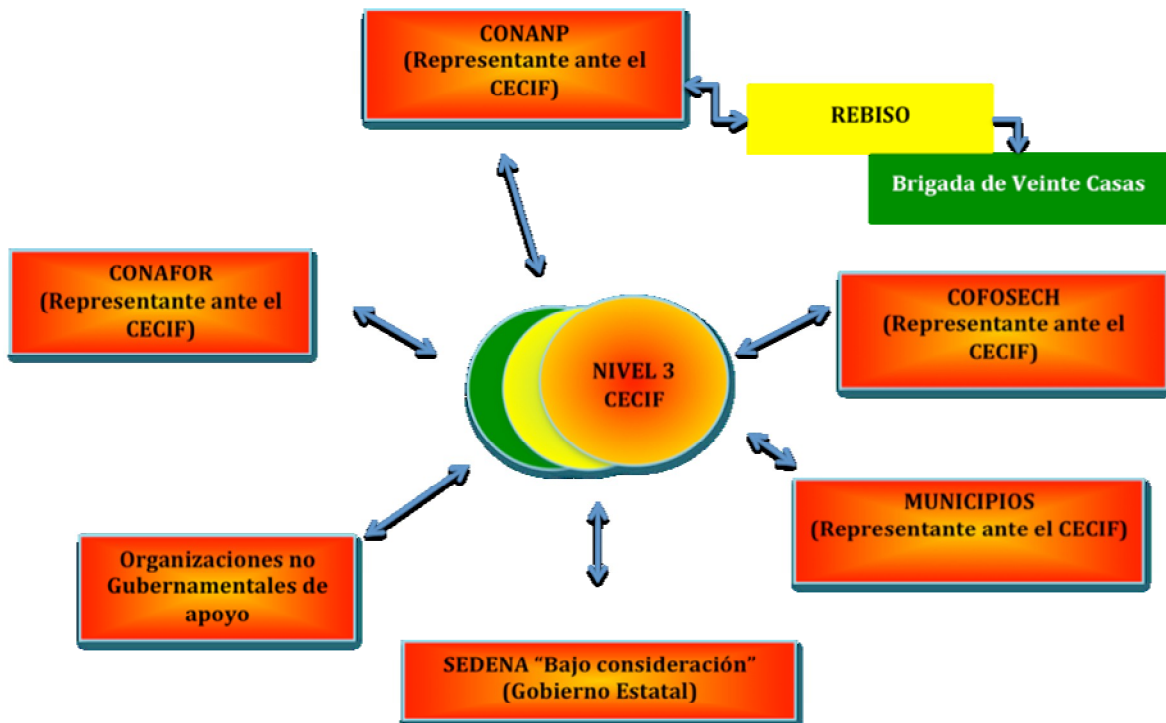 CONANP
(Representante ante el
CECIF)
REBISO
Brigada de Veinte Casas
CONAFOR
(Representante ante el
CECIF)
COFOSECH
(Representante ante el
CECIF)
NIVEL 3
CECIF
MUNICIPIOS
(Representante ante el CECIF)
Organizaciones no
Gubernamentales de
apoyo
SEDENA “Bajo consideración”
(Gobierno Estatal)